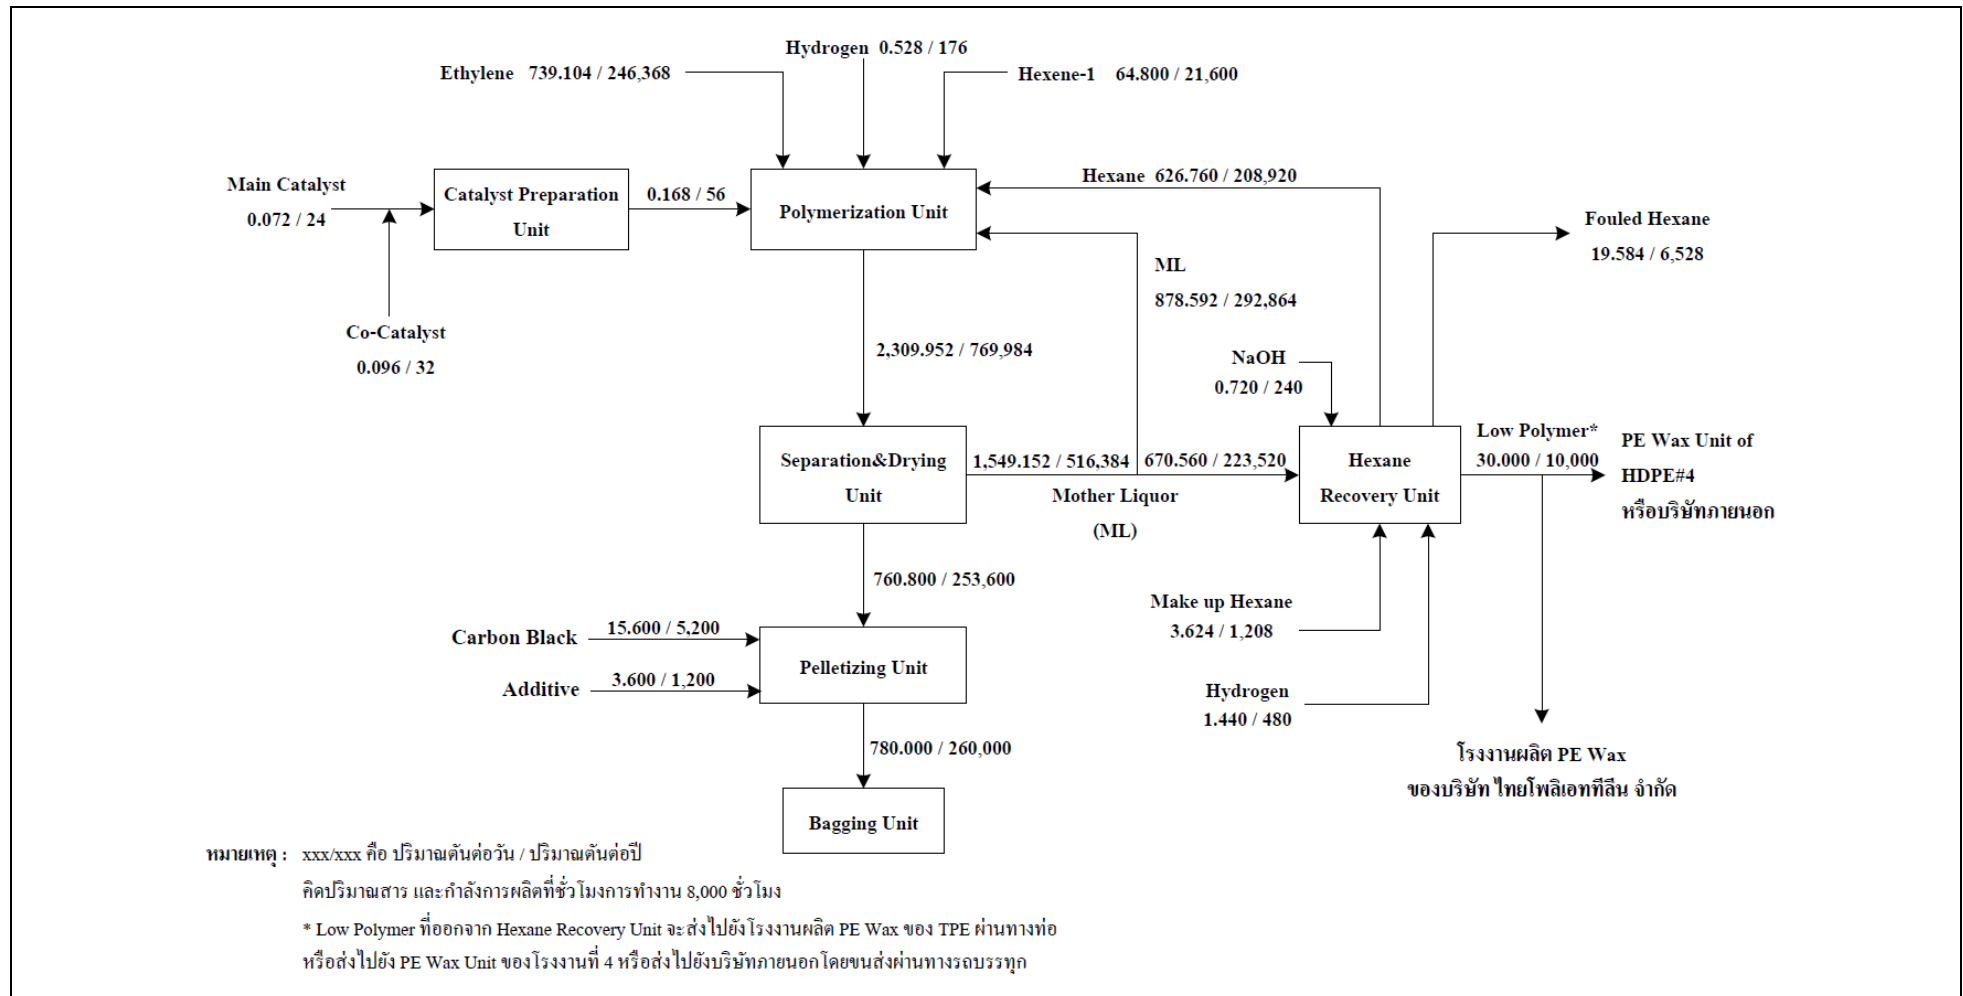 Hydrogen 0.528 / 176
Ethylene 739.104 / 246,368
Hexene-1 64.800 / 21,600
Main Catalyst
0.072 / 24
Catalyst Preparation
Unit
0.168 / 56
Polymerization Unit
Hexane 626.760 / 208,920
Fouled Hexane
19.584 / 6,528
ML
878.592 / 292,864
Co-Catalyst
0.096 / 32
2,309.952 / 769,984
NaOH
0.720 / 240
Separation&Drying
Unit
1,549.152 / 516,384
670.560 / 223,520
Mother Liquor
(ML)
Hexane
Recovery Unit
Low Polymer*
30.000 / 10,000
PE Wax Unit of
HDPE#4
หรือบริษัทภายนอก
760.800 / 253,600
Make up Hexane
3.624 / 1,208
Carbon Black
15.600 / 5,200
Pelletizing Unit
Additive
3.600 / 1,200
Hydrogen
1.440 / 480
780.000 / 260,000
โรงงานผลิต PE Wax
ของบริษัท ไทยโพลิเอททีลีน จำกัด
Bagging Unit
หมายเหตุ : xxx/xxx คือ ปริมาณตันต่อวัน / ปริมาณตันต่อปี
คิดปริมาณสาร และกำลังการผลิตที่ชั่วโมงการทำงาน 8,000 ชั่วโมง
* Low Polymer ที่ออกจาก Hexane Recovery Unit จะส่งไปยังโรงงานผลิต PE Wax ของ TPE ผ่านทางท่อ
หรือส่งไปยัง PE Wax Unit ของโรงงานที่ 4 หรือส่งไปยังบริษัทภายนอกโดยขนส่งผ่านทางรถบรรทุก